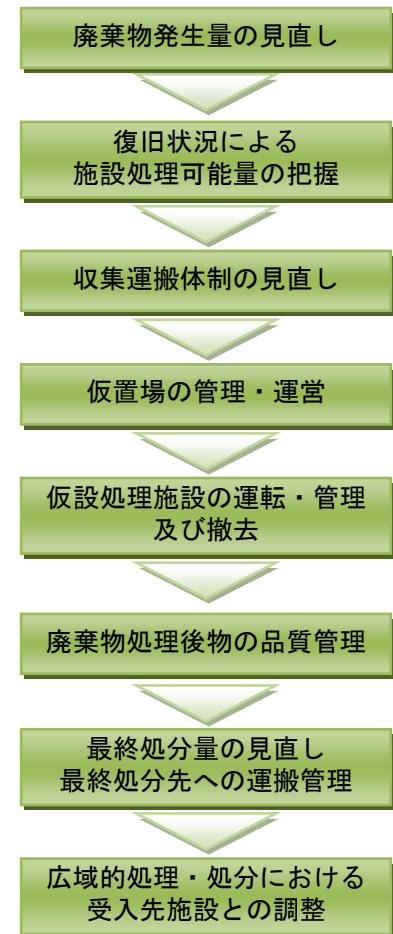 廃棄物発生量の見直し
復旧状況による
施設処理可能量の把握
収集運搬体制の見直し
仮置場の管理・運営
仮設処理施設の運転・管理
及び撤去
廃棄物処理後物の品質管理
最終処分量の見直し
最終処分先への運搬管理
広域的処理・処分における
受入先施設との調整